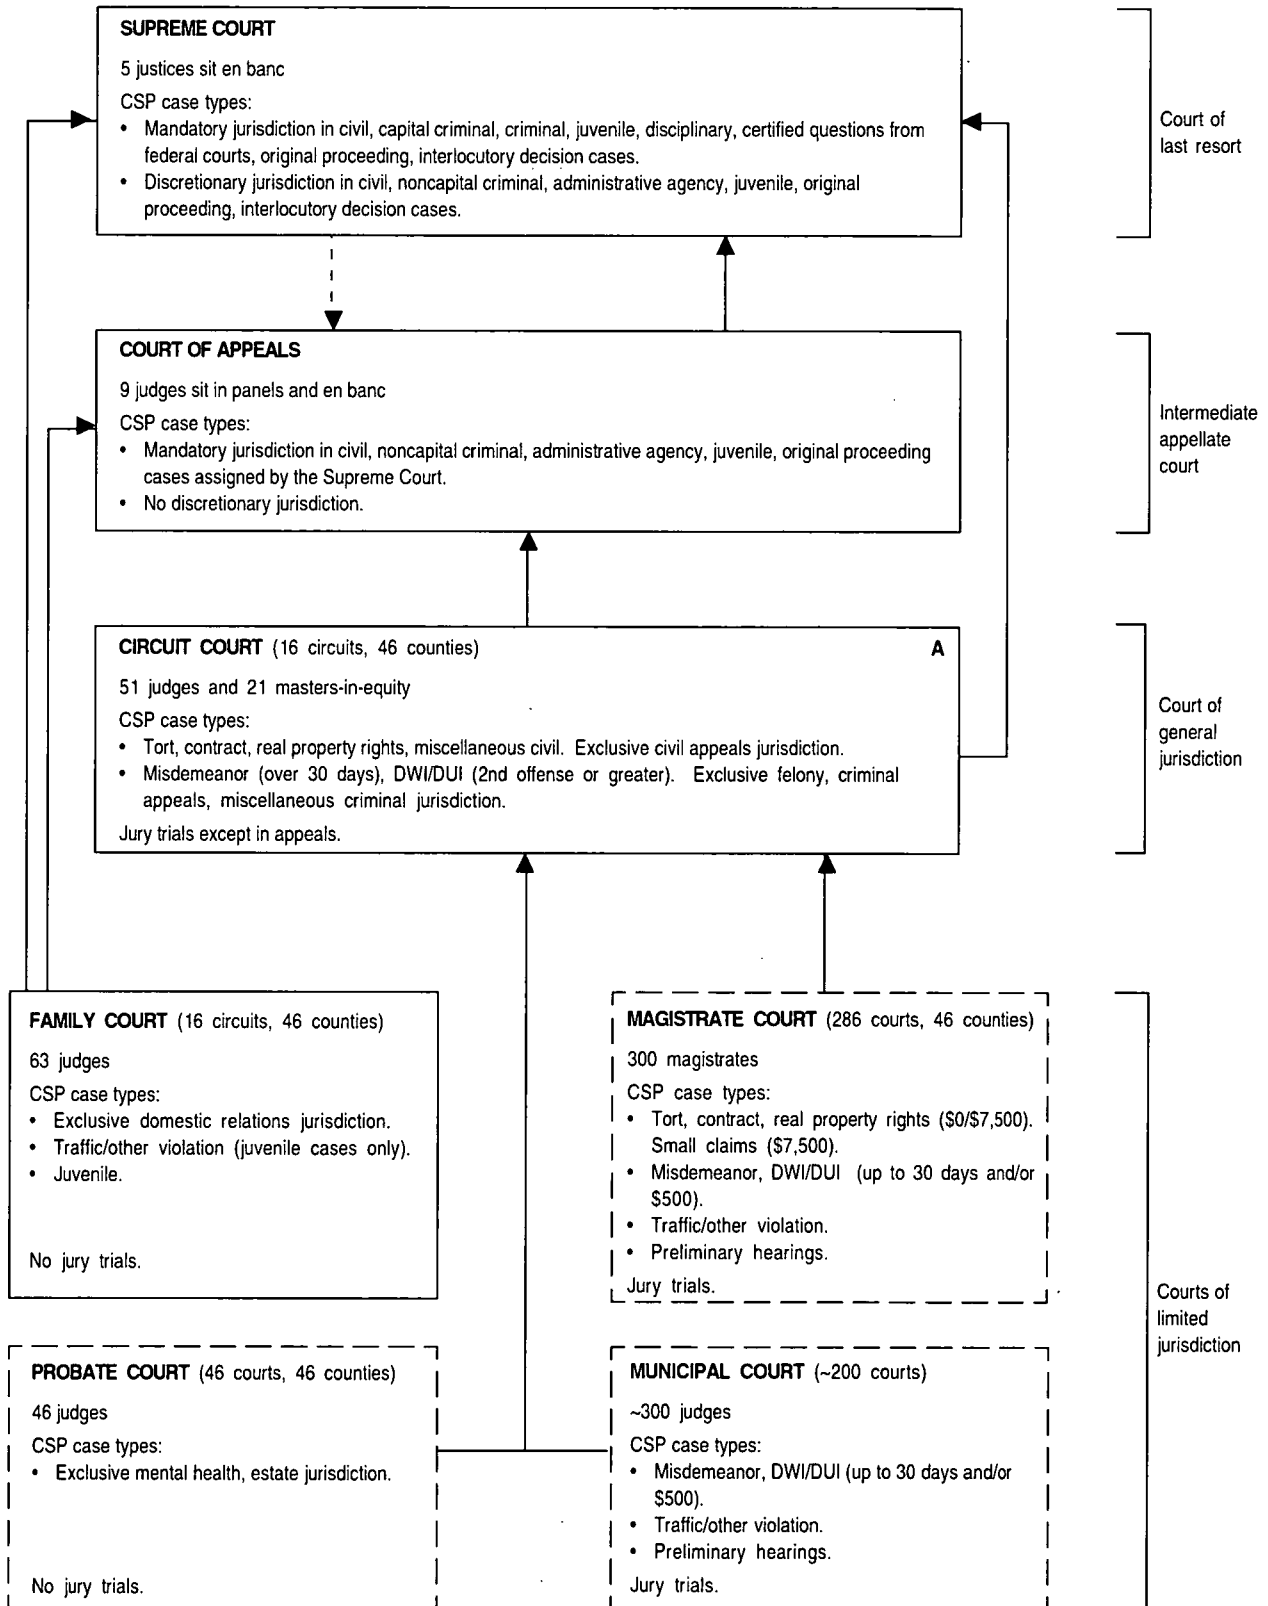 SUPREME COURT
5 justices sit en banc
CSP case types:
• Mandatory jurisdiction in civil, capital criminal, criminal, juvenile, disciplinary, certified questions from
federal courts, original proceeding, interlocutory decision cases.
• Discretionary jurisdiction in civil, noncapital criminal, administrative agency, juvenile, original
proceeding, interlocutory decision cases.
Court of
last resort
COURT OF APPEALS
9 judges sit in panels and en banc
CSP case types:
• Mandatory jurisdiction in civil, noncapital criminal, administrative agency, juvenile, original proceeding
cases assigned by the Supreme Court.
• No discretionary jurisdiction.
Intermediate
appellate
court
CIRCUIT COURT (16 circuits, 46 counties) A
51 judges and 21 masters-in-equity
CSP case types:
• Tort, contract, real property rights, miscellaneous civil. Exclusive civil appeals jurisdiction.
• Misdemeanor (over 30 days), DWI/DUI (2nd offense or greater). Exclusive felony, criminal
appeals, miscellaneous criminal jurisdiction.
Jury trials except in appeals.
Court of
general
jurisdiction
FAMILY COURT (16 circuits, 46 counties)
63 judges
CSP case types:
• Exclusive domestic relations jurisdiction.
• Traffic/other violation (juvenile cases only).
• Juvenile.
No jury trials.
MAGISTRATE COURT (286 courts, 46 counties)
300 magistrates
CSP case types:
• Tort, contract, real property rights ($0/$7,500).
Small claims ($7,500).
• Misdemeanor, DWI/DUI (up to 30 days and/or
$500).
• Traffic/other violation.
• Preliminary hearings.
Jury trials.
PROBATE COURT (46 courts, 46 counties)
46 judges
CSP case types:
• Exclusive mental health, estate jurisdiction.
No jury trials.
MUNICIPAL COURT (~200 courts)
~300 judges
CSP case types:
• Misdemeanor, DWI/DUI (up to 30 days and/or
$500).
• Traffic/other violation.
• Preliminary hearings.
Jury trials.
Courts of
limited
jurisdiction